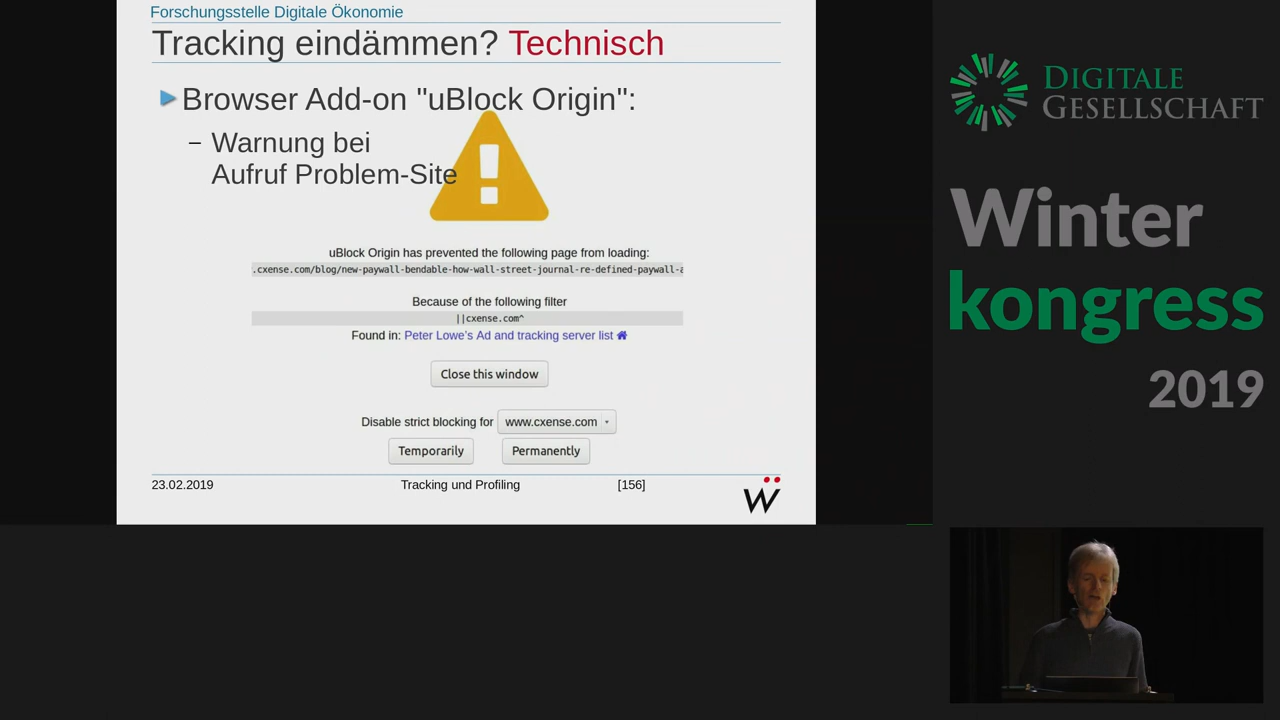 Forschungsstelle Digitale Ökonomie
Tracking eindämmen? Technisch
Browser Add-on "uBlock Origin":
– Warnung bei
Aufruf Problem-Site
uBlock Origin has prevented the following page from loading:
.cxense.com/blog/new-paywall-bendable-how-wall-street-journal-re-defined-paywall-a
Because of the following filter
||cxense.com^
Found in: Peter Lowe's Ad and tracking server list
Close this window
Disable strict blocking for www.cxense.com
Temporarily Permanently
23.02.2019 Tracking und Profiling [156]
DIGITALE
GESELLSCHAFT
Winter
kongress
2019